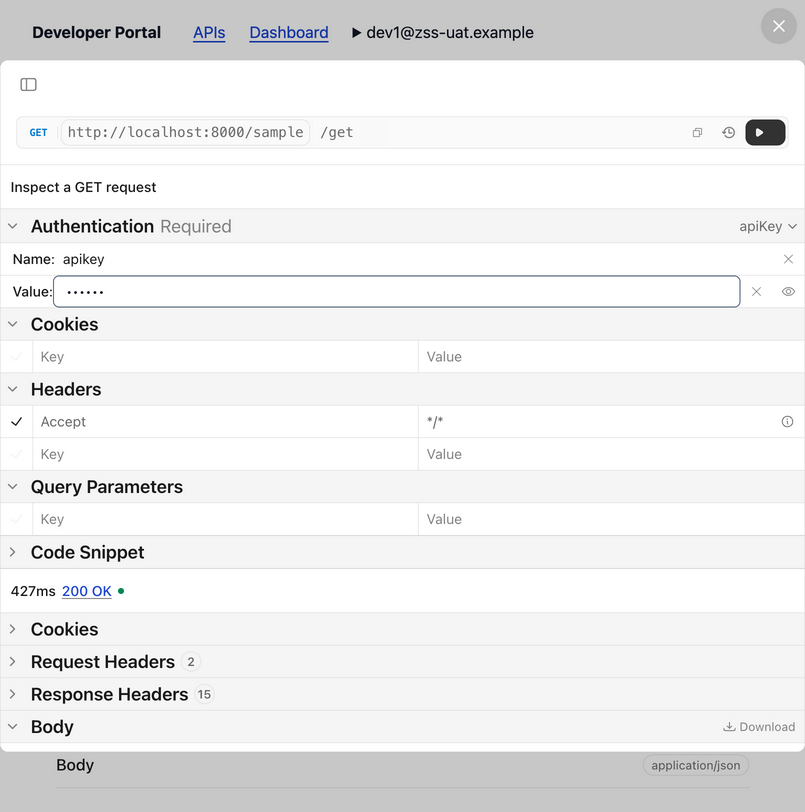 Developer Portal APIs Dashboard ▶ dev1@zss-uat.example
GET http://localhost:8000/sample /get
Inspect a GET request
Authentication Required apiKey
Name: apikey
Value: ••••••
Cookies
Key Value
Headers
Accept */*
Key Value
Query Parameters
Key Value
Code Snippet
427ms 200 OK
Cookies
Request Headers 2
Response Headers 15
Body Download
Body application/json